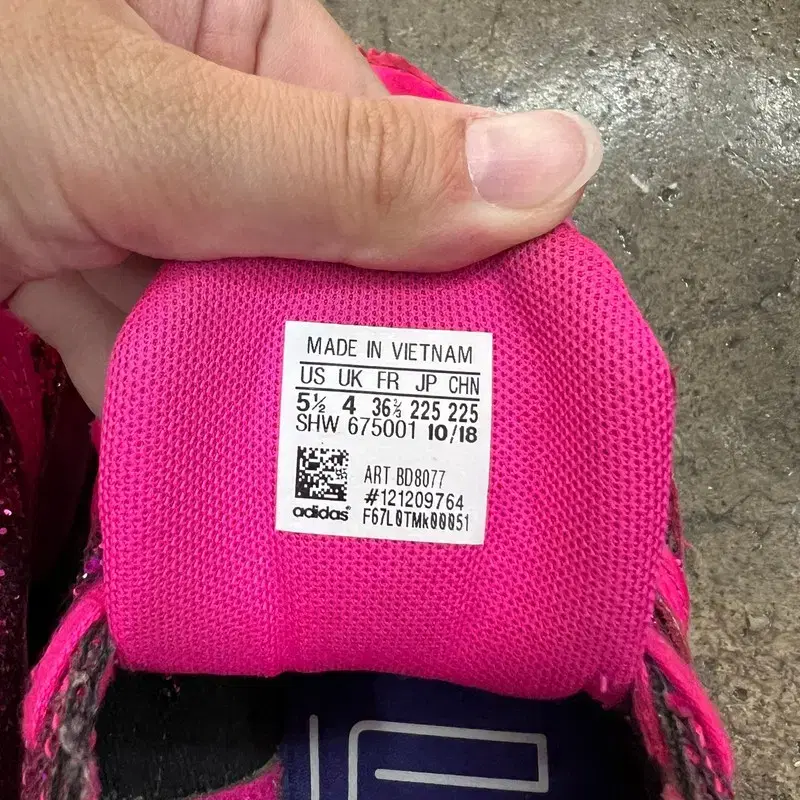 MADE IN VIETNAM
US UK FR JP CHN
5½ 4 36⅔ 225 225
SHW 675001 10/18
ART BD8077
#121209764
adidas® F67L0TMk00051